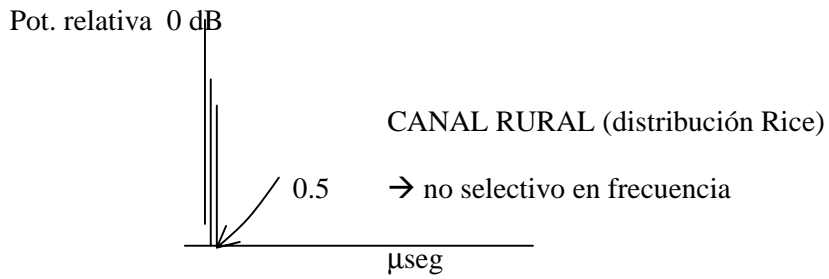 Pot. relativa 0 dB
CANAL RURAL (distribución Rice)
0.5 → no selectivo en frecuencia
μseg